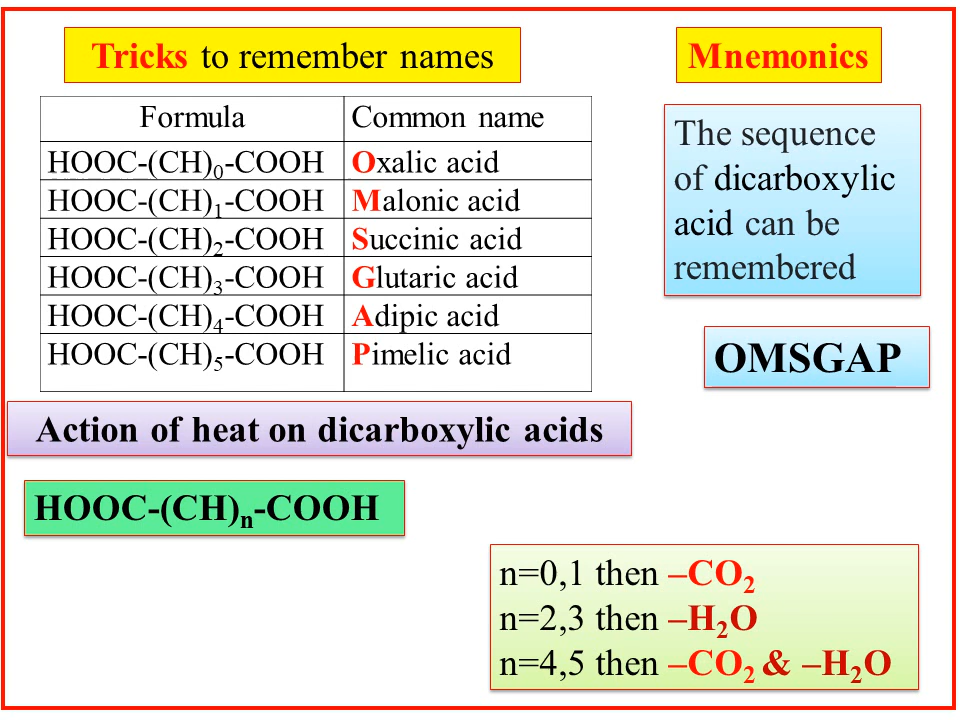 Tricks to remember names
Mnemonics
Formula Common name
HOOC-(CH)₀-COOH Oxalic acid
HOOC-(CH)₁-COOH Malonic acid
HOOC-(CH)₂-COOH Succinic acid
HOOC-(CH)₃-COOH Glutaric acid
HOOC-(CH)₄-COOH Adipic acid
HOOC-(CH)₅-COOH Pimelic acid
The sequence
of dicarboxylic
acid can be
remembered
OMSGAP
Action of heat on dicarboxylic acids
HOOC-(CH)ₙ-COOH
n=0,1 then –CO₂
n=2,3 then –H₂O
n=4,5 then –CO₂ & –H₂O